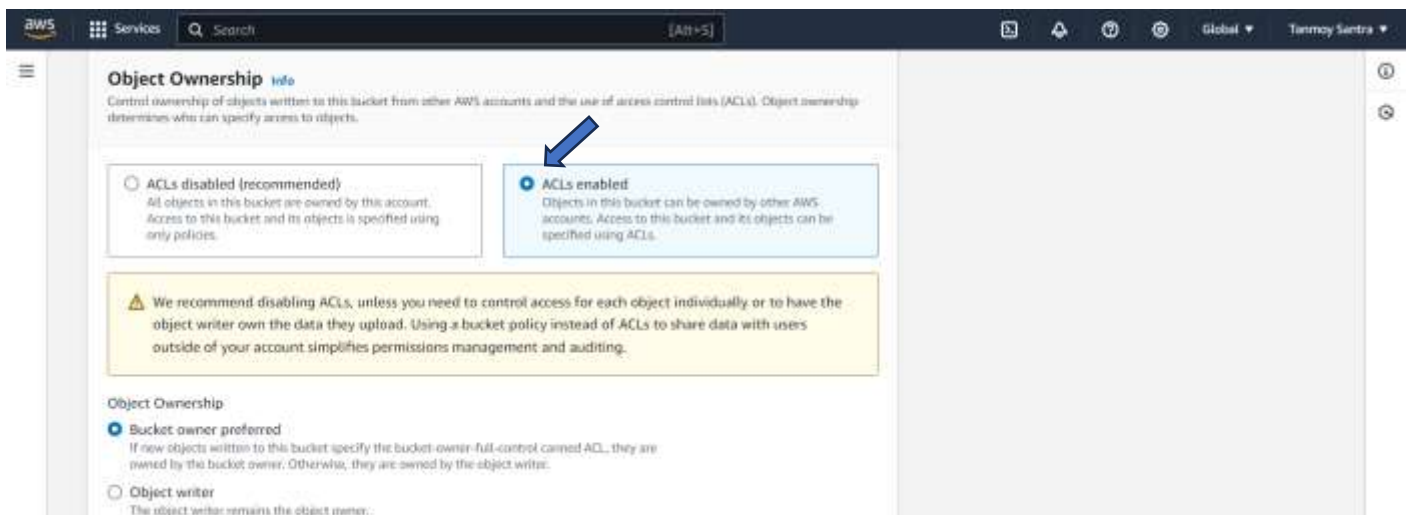 aws
Services
Search
[Alt+S]
Global
Tanmoy Santra
Object Ownership Info
Control ownership of objects written to this bucket from other AWS accounts and the use of access control lists (ACLs). Object ownership
determines who can specify access to objects.
ACLs disabled (recommended)
All objects in this bucket are owned by this account.
Access to this bucket and its objects is specified using
only policies.
ACLs enabled
Objects in this bucket can be owned by other AWS
accounts. Access to this bucket and its objects can be
specified using ACLs.
We recommend disabling ACLs, unless you need to control access for each object individually or to have the
object writer own the data they upload. Using a bucket policy instead of ACLs to share data with users
outside of your account simplifies permissions management and auditing.
Object Ownership
Bucket owner preferred
If new objects written to this bucket specify the bucket-owner-full-control canned ACL, they are
owned by the bucket owner. Otherwise, they are owned by the object writer.
Object writer
The object writer remains the object owner.